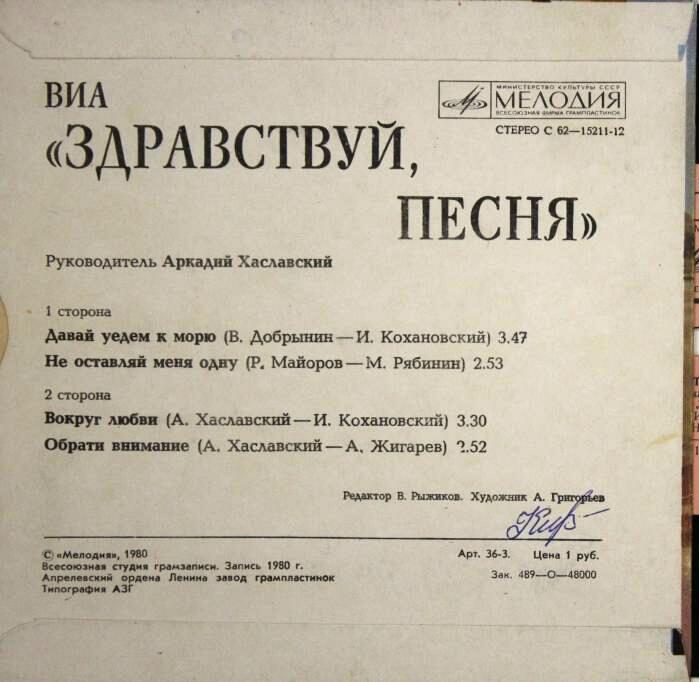 ВИА
«ЗДРАВСТВУЙ,
ПЕСНЯ»
МИНИСТЕРСТВО КУЛЬТУРЫ СССР
МЕЛОДИЯ
ВСЕСОЮЗНАЯ ФИРМА ГРАМПЛАСТИНОК
СТЕРЕО С 62—15211-12
Руководитель Аркадий Хаславский
1 сторона
Давай уедем к морю (В. Добрынин—И. Кохановский) 3.47
Не оставляй меня одну (Р. Майоров—М. Рябинин) 2.53
2 сторона
Вокруг любви (А. Хаславский—И. Кохановский) 3.30
Обрати внимание (А. Хаславский—А. Жигарев) 2.52
Редактор В. Рыжиков. Художник А. Григорьев
© «Мелодия», 1980
Всесоюзная студия грамзаписи. Запись 1980 г.
Апрелевский ордена Ленина завод грампластинок
Типография АЗГ
Арт. 36-3. Цена 1 руб.
Зак. 489—О—48000